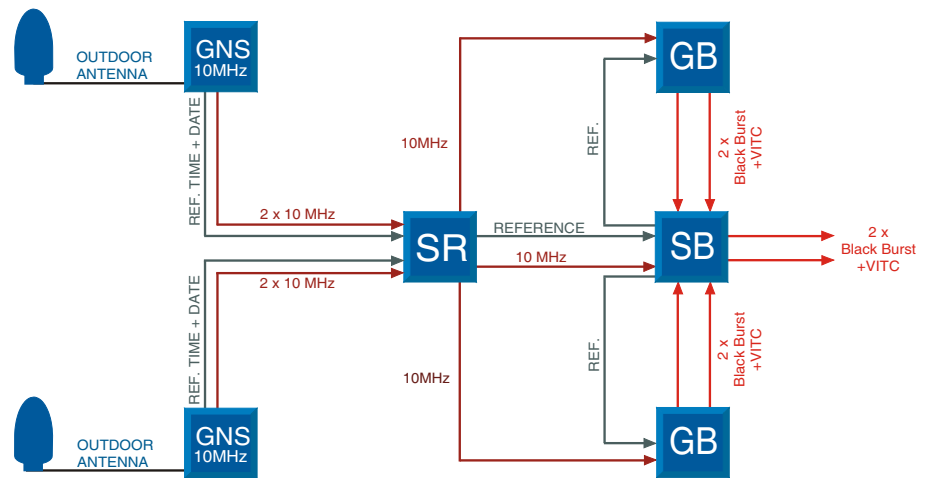 OUTDOOR
ANTENNA
GNS
10MHz
REF. TIME + DATE
2 x 10 MHz
10MHz
REF.
GB
2 x
Black Burst
+VITC
SR
REFERENCE
10 MHz
SB
2 x
Black Burst
+VITC
2 x 10 MHz
REF. TIME + DATE
10MHz
REF.
2 x
Black Burst
+VITC
OUTDOOR
ANTENNA
GNS
10MHz
GB